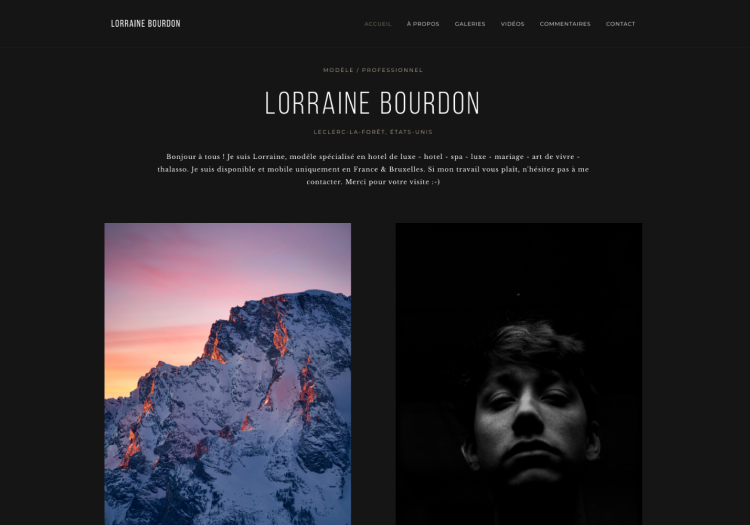 LORRAINE BOURDON
ACCUEIL À PROPOS GALERIES VIDÉOS COMMENTAIRES CONTACT
MODÈLE / PROFESSIONNEL
LORRAINE BOURDON
LECLERC-LA-FORÊT, ÉTATS-UNIS
Bonjour à tous ! Je suis Lorraine, modèle spécialisé en hotel de luxe - hotel - spa - luxe - mariage - art de vivre -
thalasso. Je suis disponible et mobile uniquement en France & Bruxelles. Si mon travail vous plaît, n'hésitez pas à me
contacter. Merci pour votre visite :-)